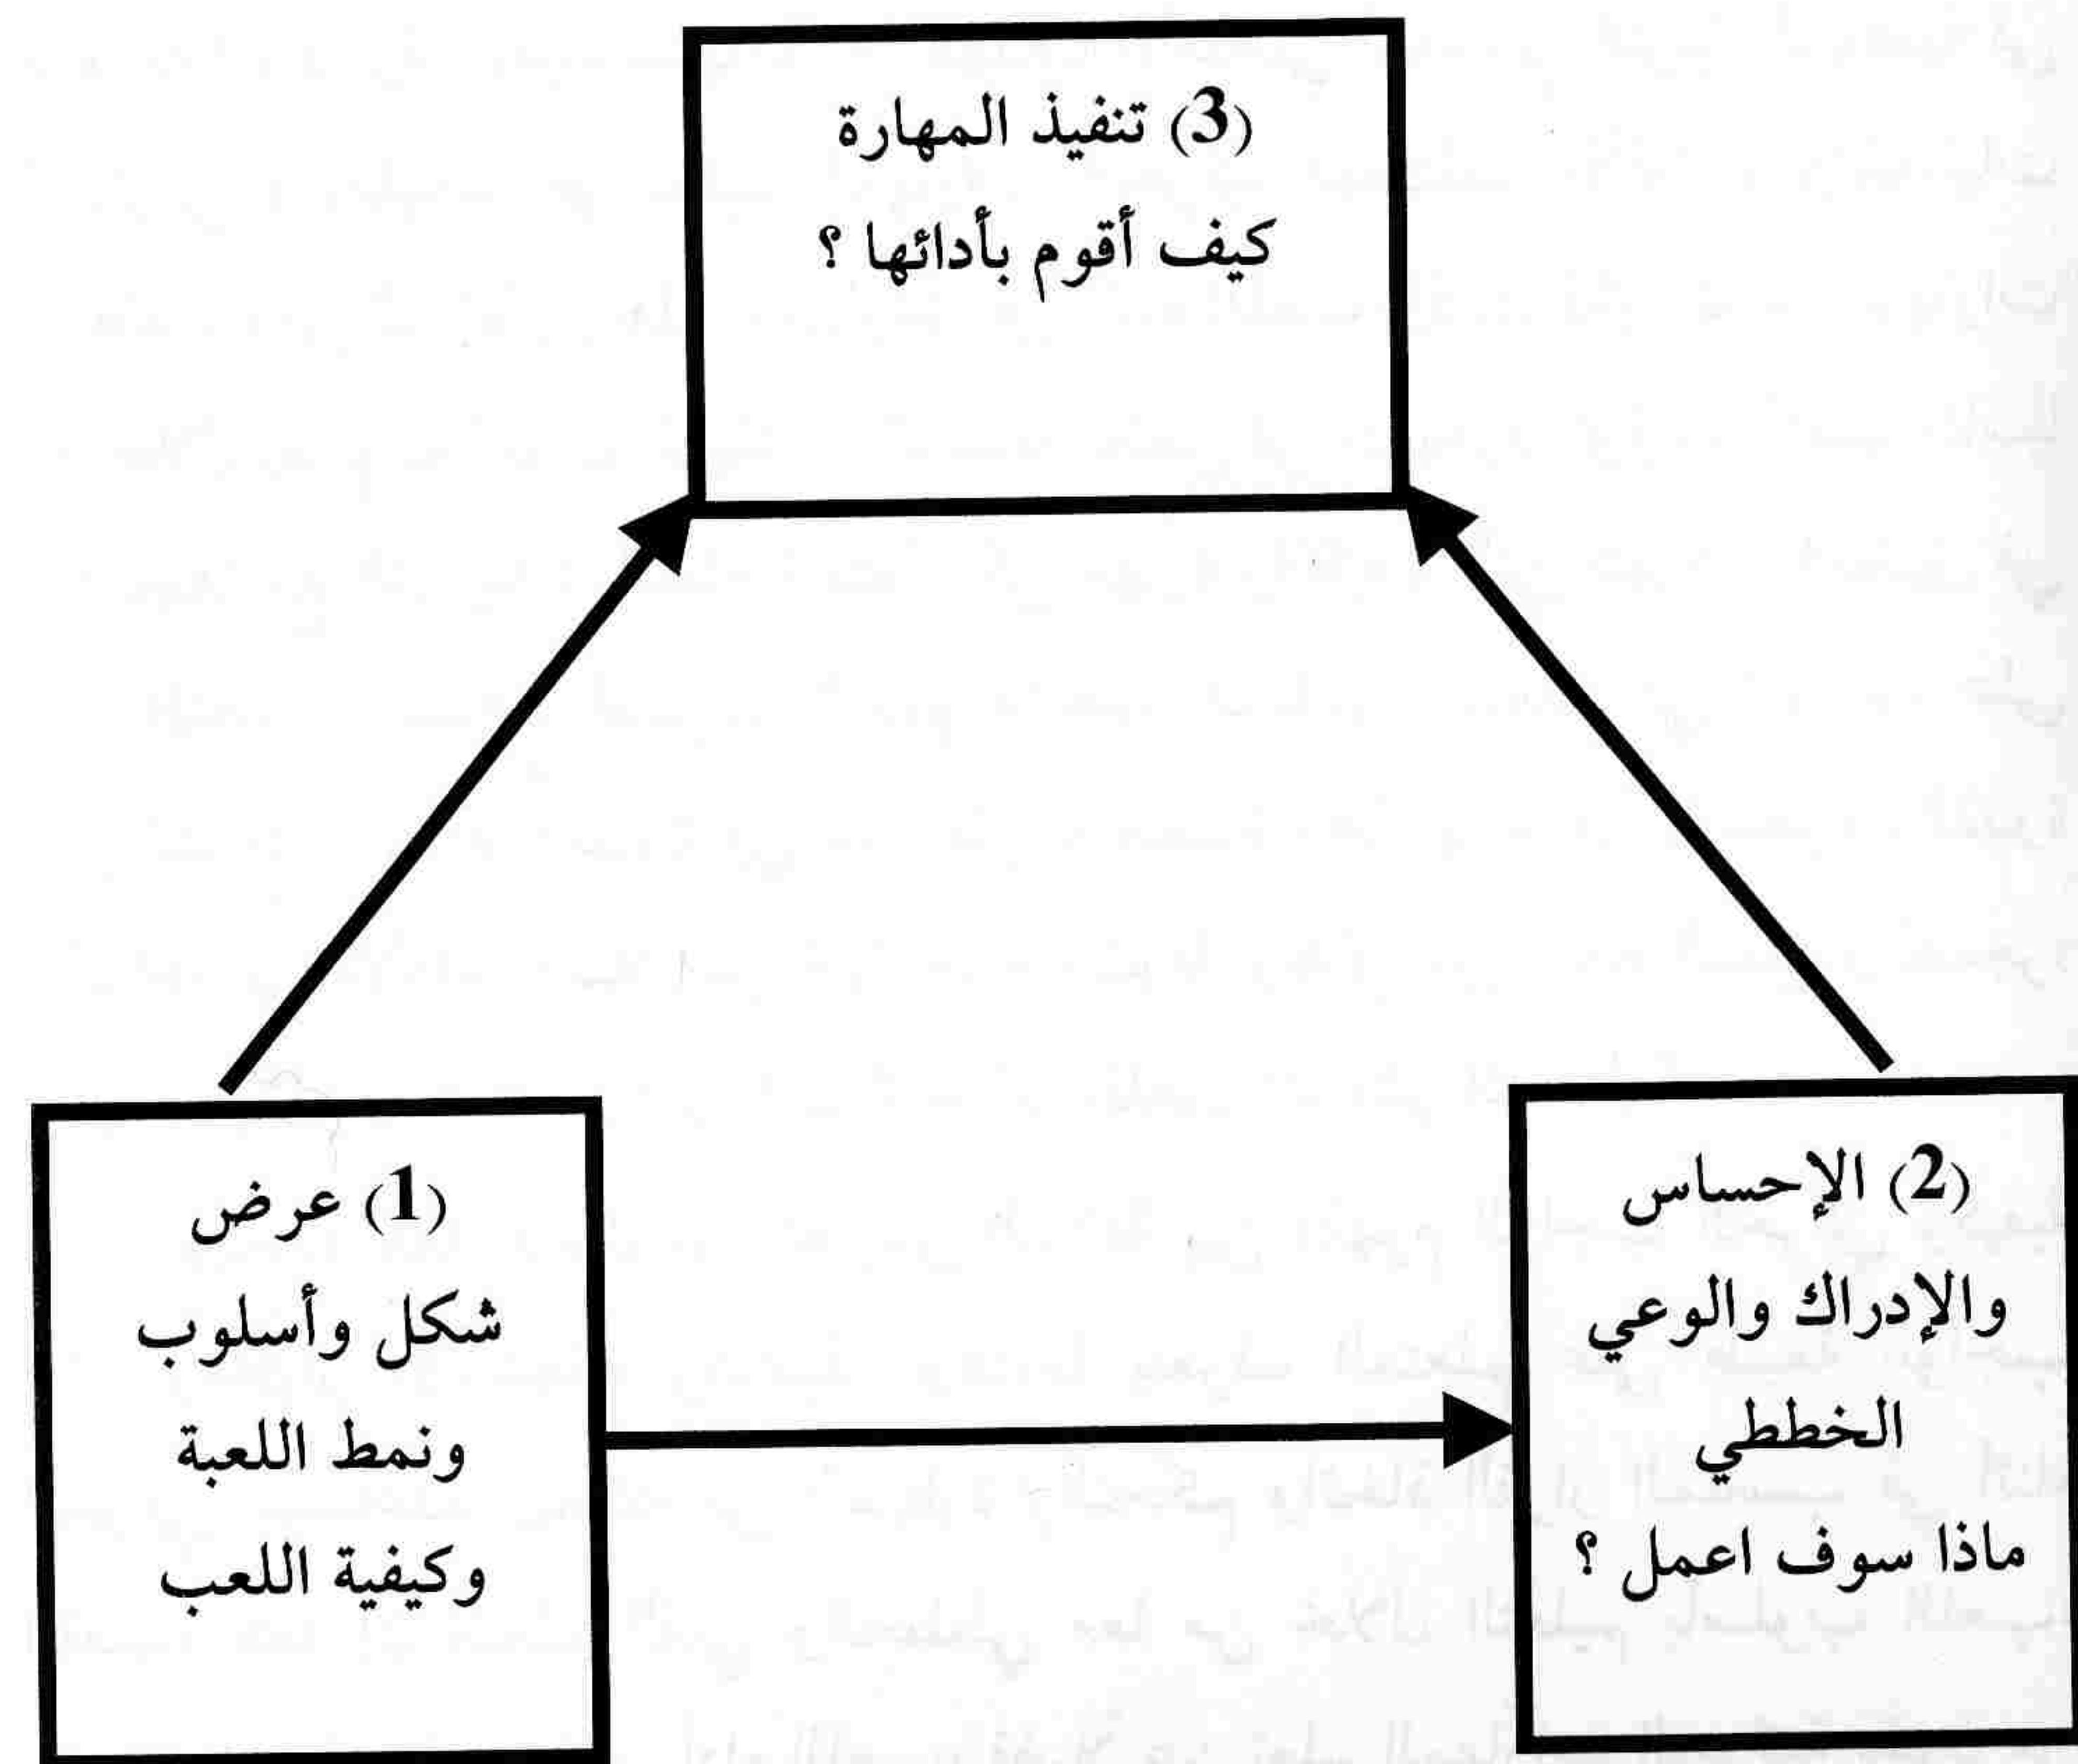 (3) تنفيذ المهارة
كيف أقوم بأدائها ؟
(1) عرض
شكل وأسلوب
ونمط اللعبة
وكيفية اللعب
(2) الإحساس
والإدراك والوعي
الخططي
ماذا سوف اعمل ؟